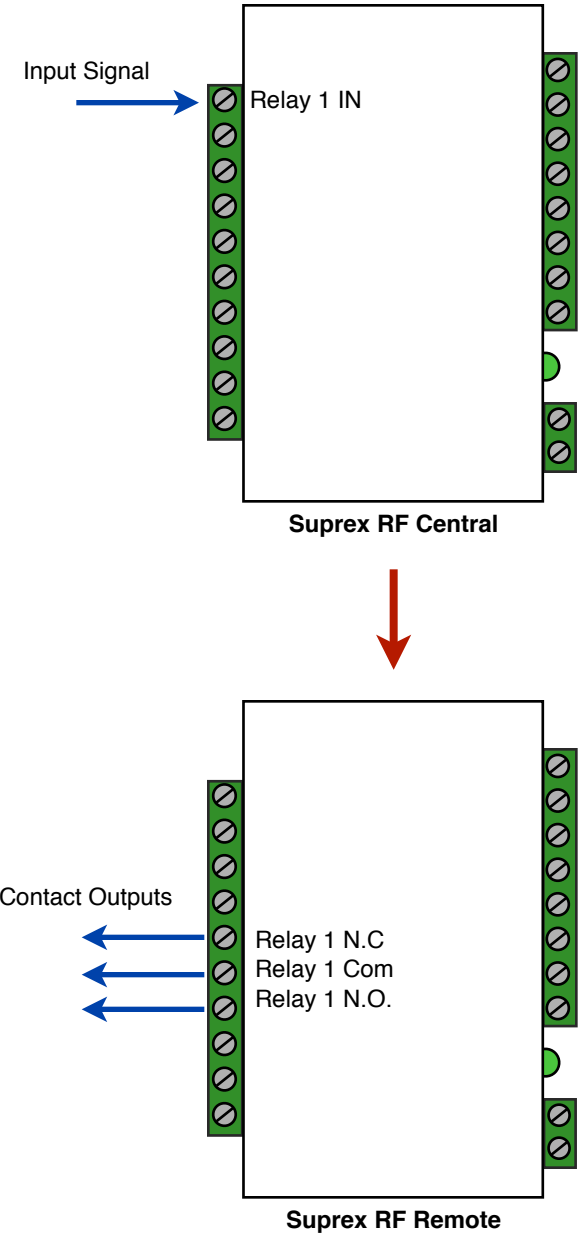 Input Signal
Relay 1 IN
Suprex RF Central
Contact Outputs
Relay 1 N.C
Relay 1 Com
Relay 1 N.O.
Suprex RF Remote